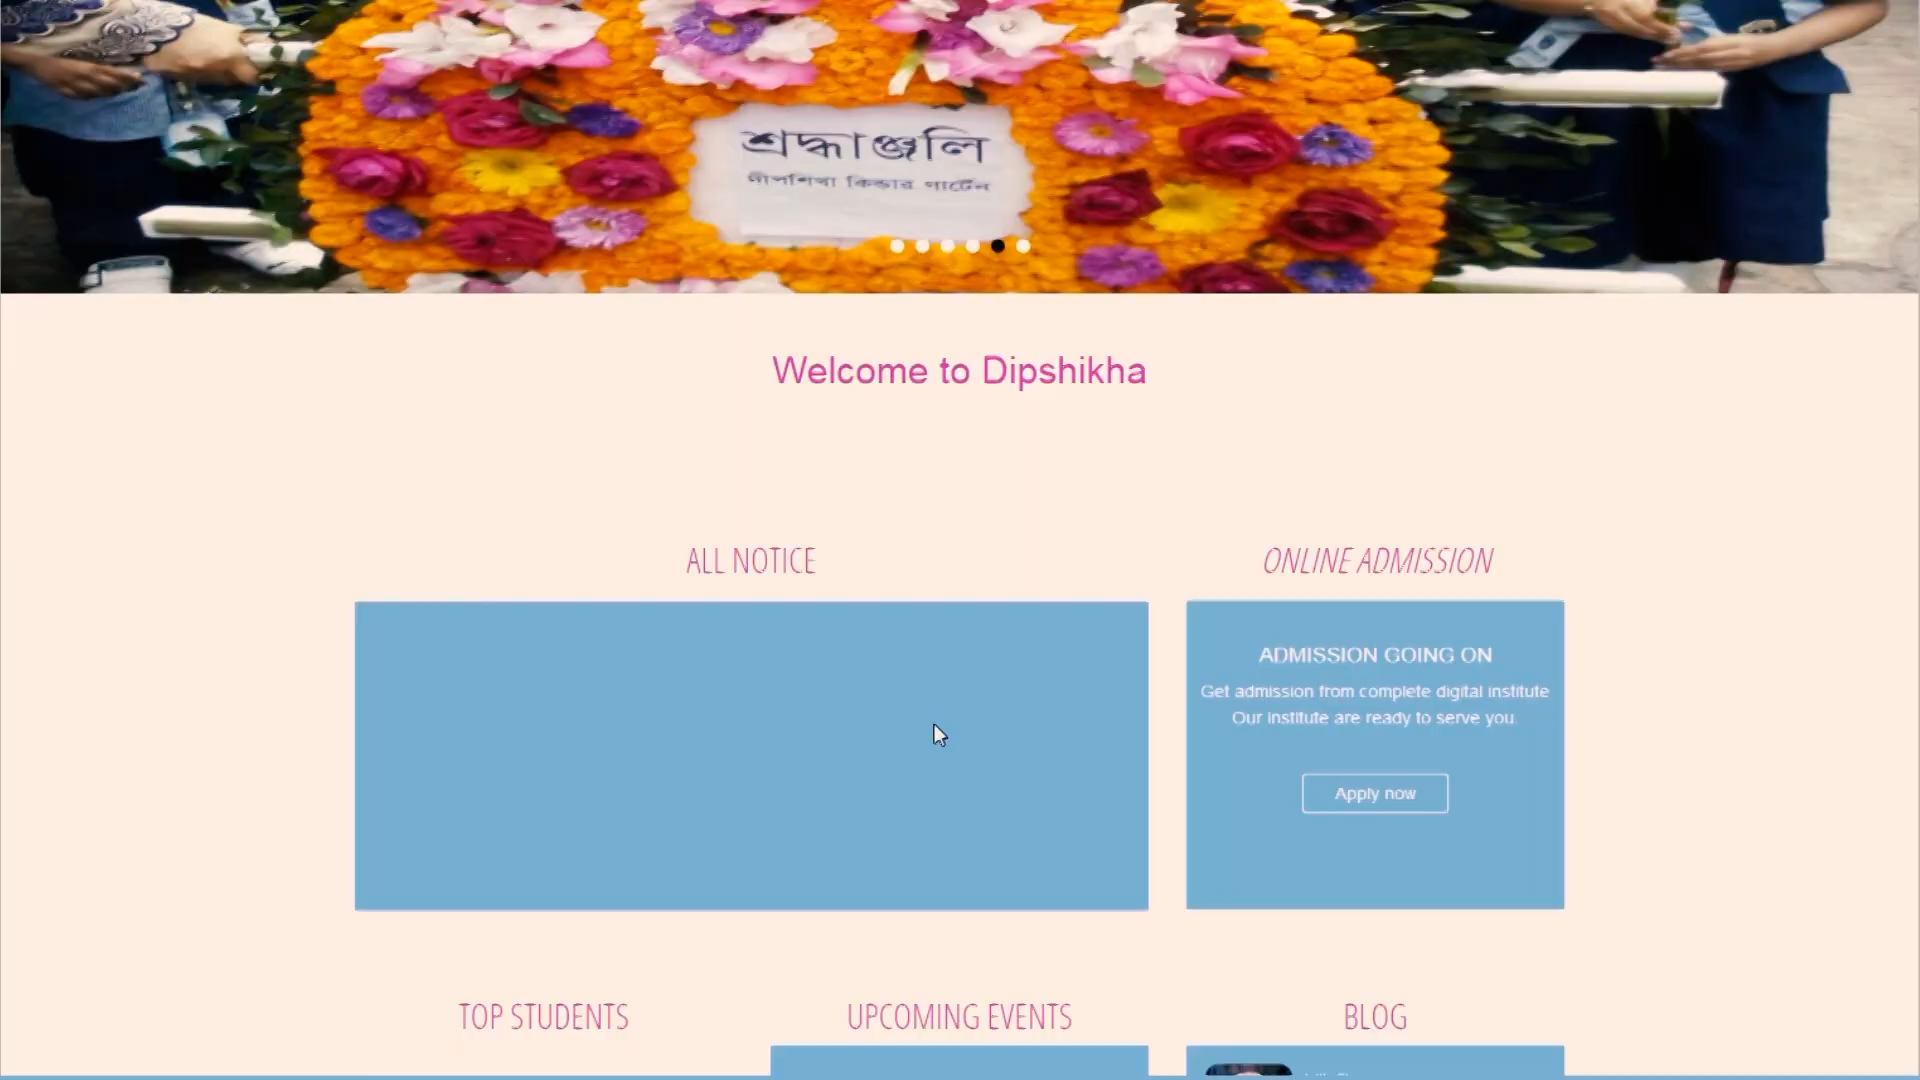 শ্রদ্ধাঞ্জলি
দীপশিখা কিন্ডার গার্টেন
Welcome to Dipshikha
ALL NOTICE
ONLINE ADMISSION
ADMISSION GOING ON
Get admission from complete digital institute
Our institute are ready to serve you.
Apply now
TOP STUDENTS
UPCOMING EVENTS
BLOG